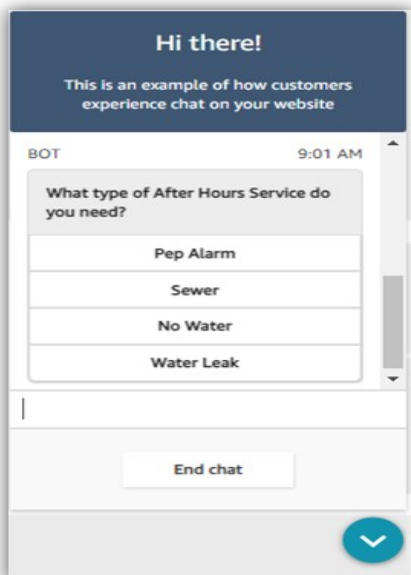 Hi there!
This is an example of how customers
experience chat on your website
BOT 9:01 AM
What type of After Hours Service do
you need?
Pep Alarm
Sewer
No Water
Water Leak
End chat